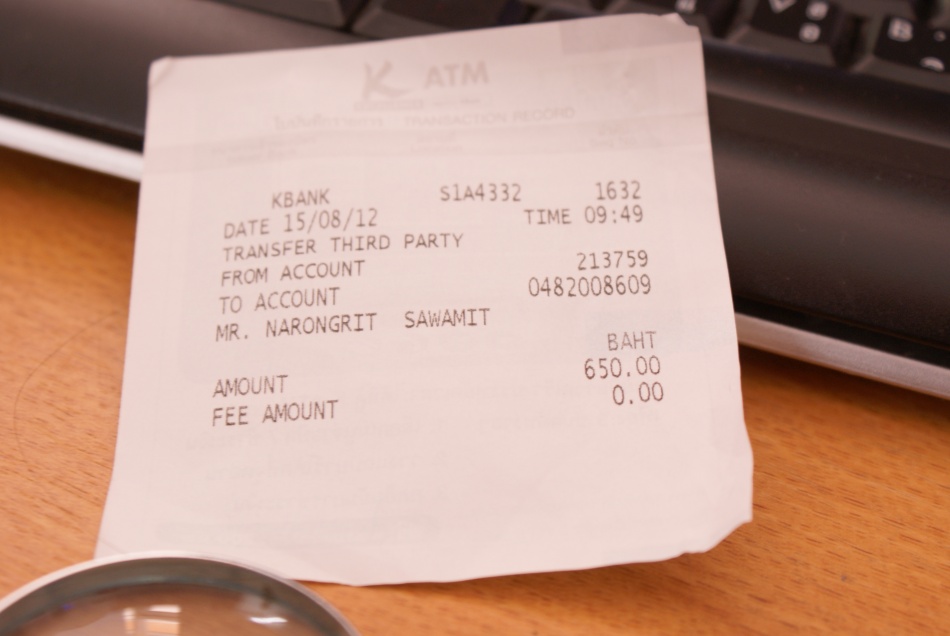 K ATM
TRANSACTION RECORD
KBANK S1A4332 1632
DATE 15/08/12 TIME 09:49
TRANSFER THIRD PARTY
FROM ACCOUNT 213759
TO ACCOUNT 0482008609
MR. NARONGRIT SAWAMIT
BAHT
AMOUNT 650.00
FEE AMOUNT 0.00
B